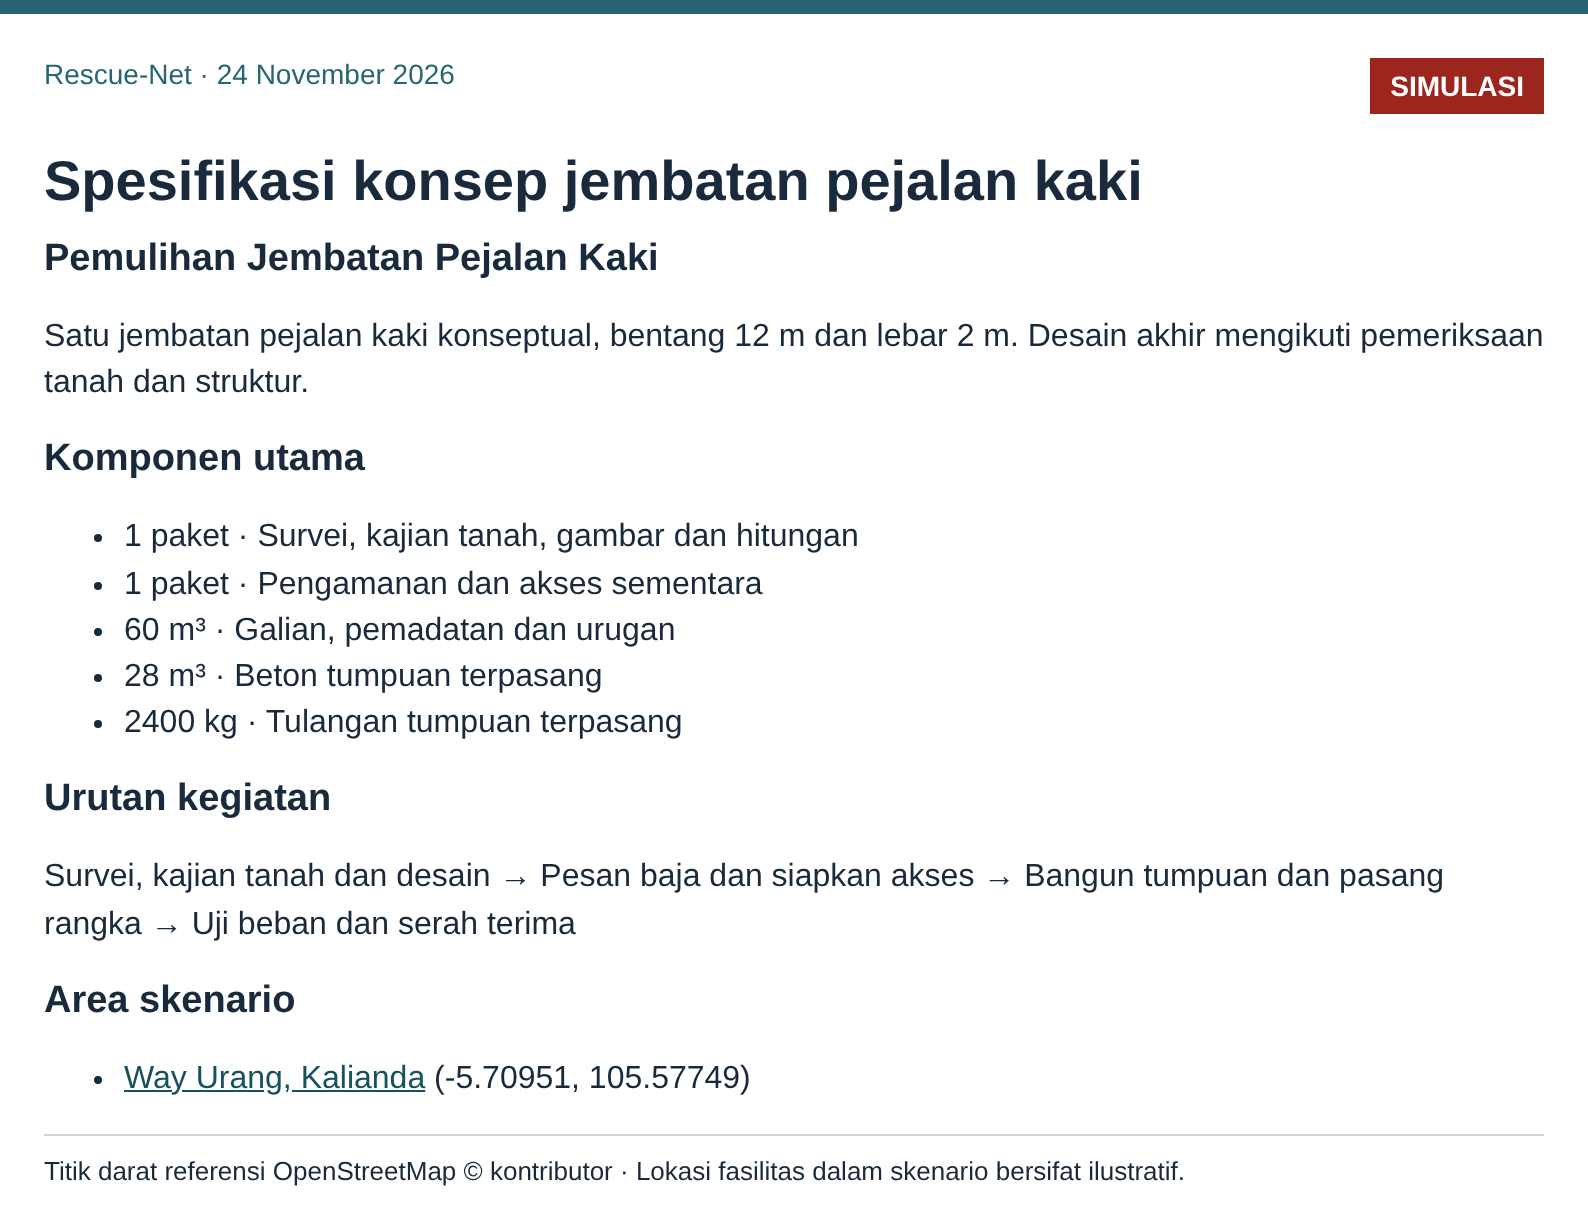 Rescue-Net · 24 November 2026
SIMULASI
Spesifikasi konsep jembatan pejalan kaki
Pemulihan Jembatan Pejalan Kaki
Satu jembatan pejalan kaki konseptual, bentang 12 m dan lebar 2 m. Desain akhir mengikuti pemeriksaan
tanah dan struktur.
Komponen utama
• 1 paket · Survei, kajian tanah, gambar dan hitungan
• 1 paket · Pengamanan dan akses sementara
• 60 m³ · Galian, pemadatan dan urugan
• 28 m³ · Beton tumpuan terpasang
• 2400 kg · Tulangan tumpuan terpasang
Urutan kegiatan
Survei, kajian tanah dan desain → Pesan baja dan siapkan akses → Bangun tumpuan dan pasang
rangka → Uji beban dan serah terima
Area skenario
• Way Urang, Kalianda (-5.70951, 105.57749)
Titik darat referensi OpenStreetMap © kontributor · Lokasi fasilitas dalam skenario bersifat ilustratif.